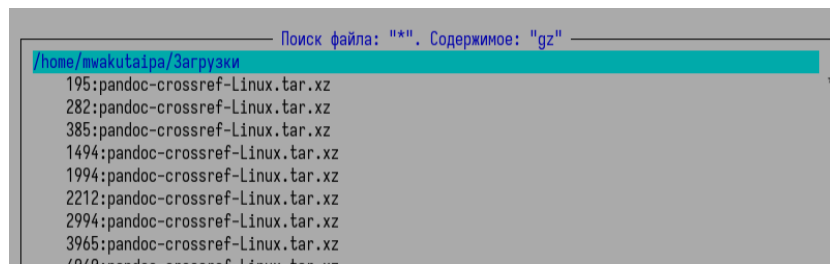 Поиск файла: "*". Содержимое: "gz"
/home/mwakutaipa/Загрузки
195:pandoc-crossref-Linux.tar.xz
282:pandoc-crossref-Linux.tar.xz
385:pandoc-crossref-Linux.tar.xz
1494:pandoc-crossref-Linux.tar.xz
1994:pandoc-crossref-Linux.tar.xz
2212:pandoc-crossref-Linux.tar.xz
2994:pandoc-crossref-Linux.tar.xz
3965:pandoc-crossref-Linux.tar.xz